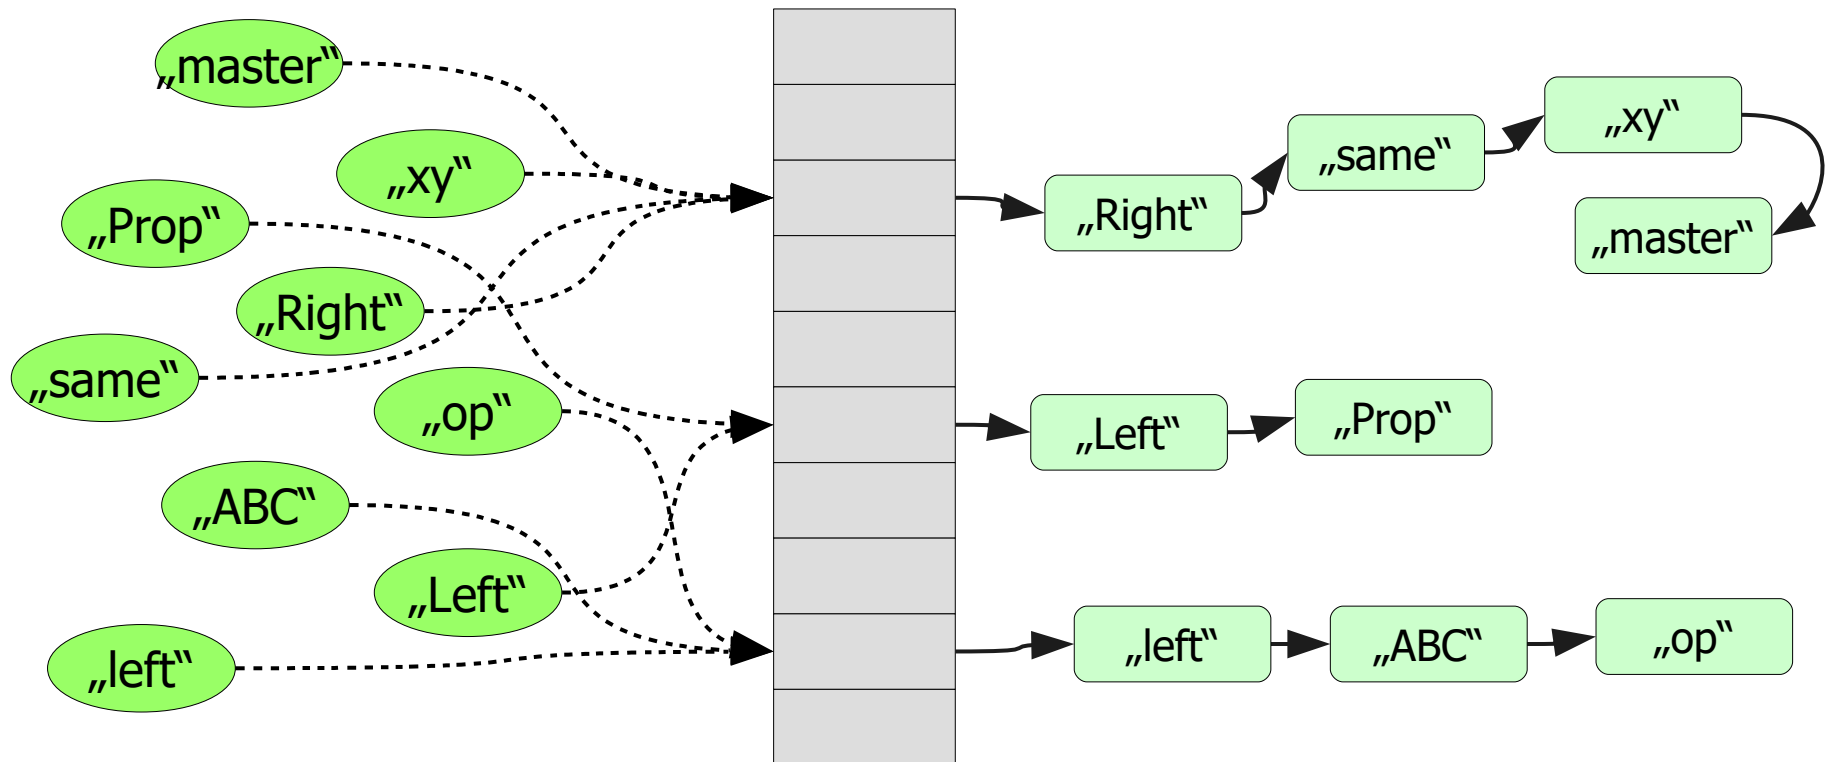 „master“
„xy“
„Prop“
„Right“
„same“
„op“
„ABC“
„Left“
„left“
„Right“
„same“
„xy“
„master“
„Left“
„Prop“
„left“
„ABC“
„op“